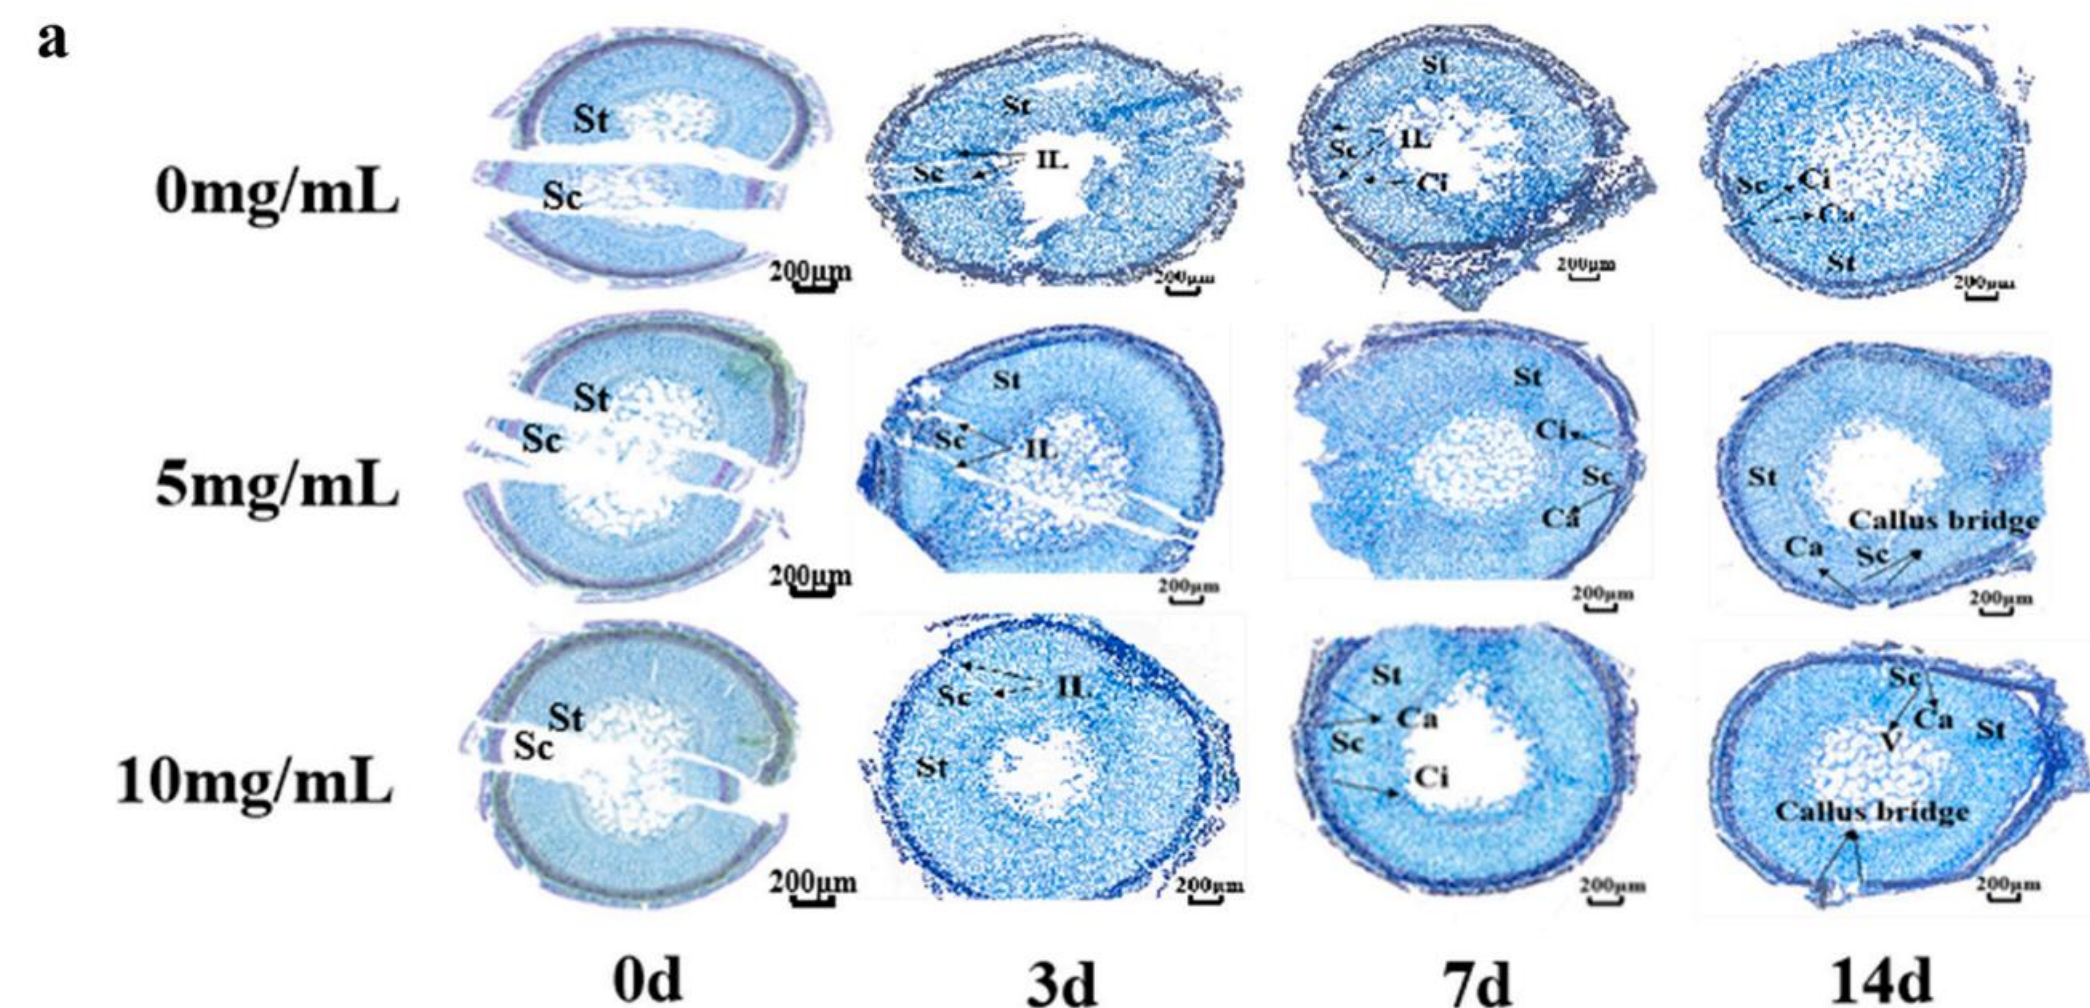 a
0mg/mL
St
Sc
200μm
St
IL
Sc
200μm
St
IL
Sc
Ci
200μm
Sc
Ci
Ca
St
200μm
5mg/mL
St
Sc
200μm
St
Sc
IL
200μm
St
Ci
Sc
Ca
200μm
St
Callus bridge
Ca
Sc
200μm
10mg/mL
St
Sc
200μm
IL
Sc
St
200μm
St
Ca
Sc
Ci
200μm
Sc
Ca
St
V
Callus bridge
200μm
0d
3d
7d
14d